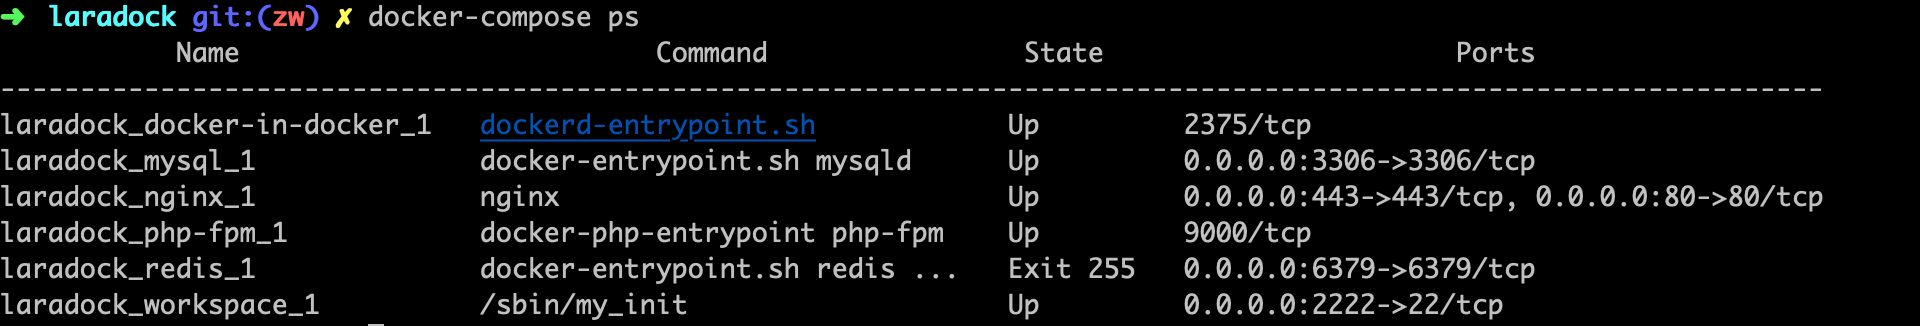 ➜  laradock git:(zw) ✗ docker-compose ps
Name Command State Ports
-------------------------------------------------------------------------------------------------------------------
laradock_docker-in-docker_1 dockerd-entrypoint.sh Up 2375/tcp
laradock_mysql_1 docker-entrypoint.sh mysqld Up 0.0.0.0:3306->3306/tcp
laradock_nginx_1 nginx Up 0.0.0.0:443->443/tcp, 0.0.0.0:80->80/tcp
laradock_php-fpm_1 docker-php-entrypoint php-fpm Up 9000/tcp
laradock_redis_1 docker-entrypoint.sh redis ... Exit 255 0.0.0.0:6379->6379/tcp
laradock_workspace_1 /sbin/my_init Up 0.0.0.0:2222->22/tcp